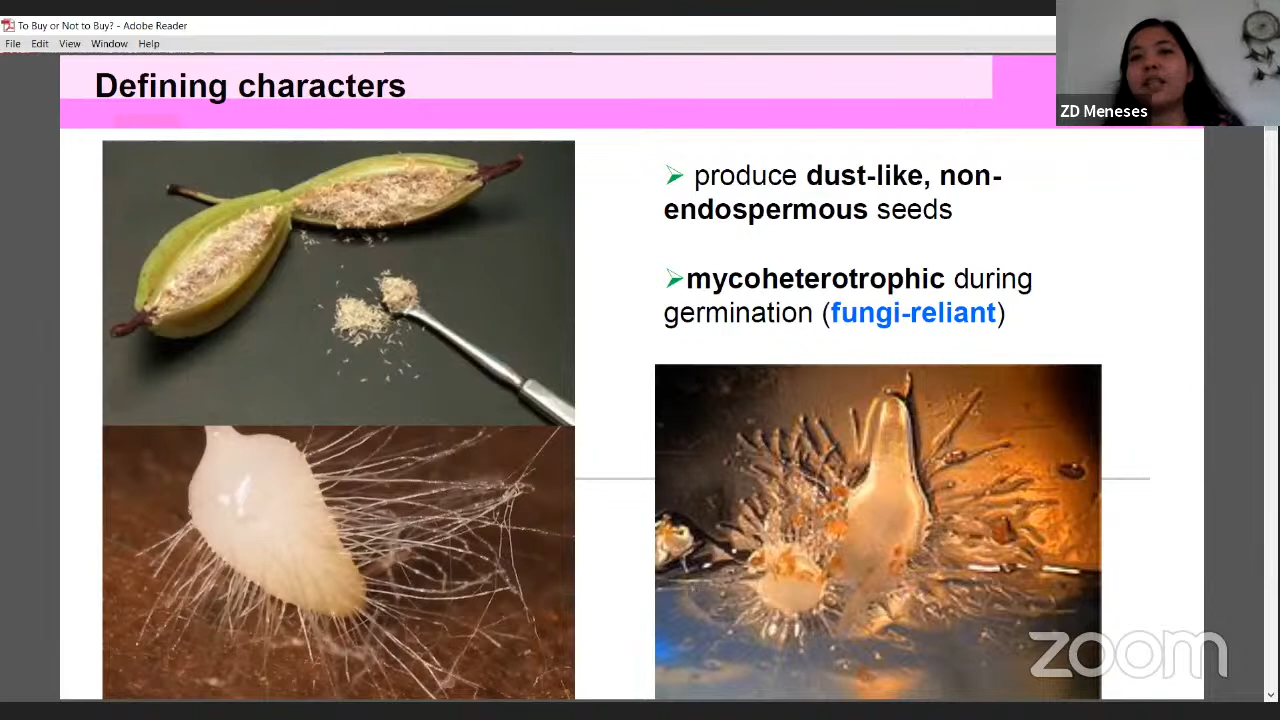 To Buy or Not to Buy? - Adobe Reader
File Edit View Window Help
Defining characters
ZD Meneses
➢ produce dust-like, non-
endospermous seeds
➢mycoheterotrophic during
germination (fungi-reliant)
zoom